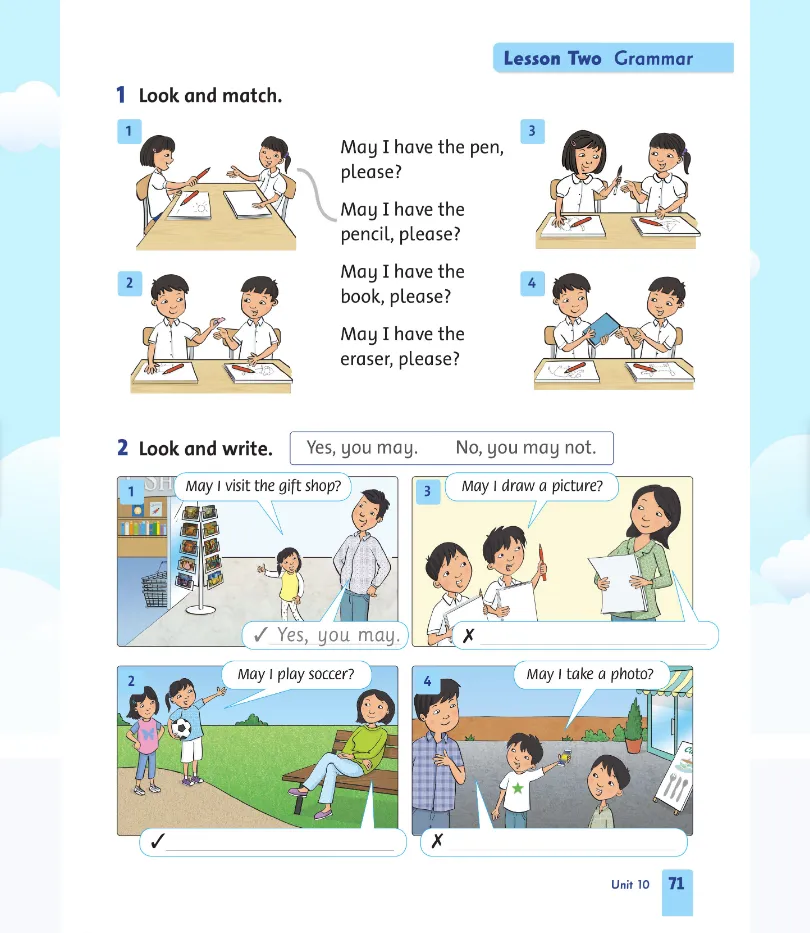 Lesson Two Grammar
1 Look and match.
1
May I have the pen,
please?
May I have the
pencil, please?
May I have the
book, please?
May I have the
eraser, please?
2
3
4
2 Look and write.
Yes, you may. No, you may not.
1
SH
May I visit the gift shop?
✓ Yes, you may.
3
May I draw a picture?
✗
2
May I play soccer?
✓
4
May I take a photo?
✗
Unit 10 71